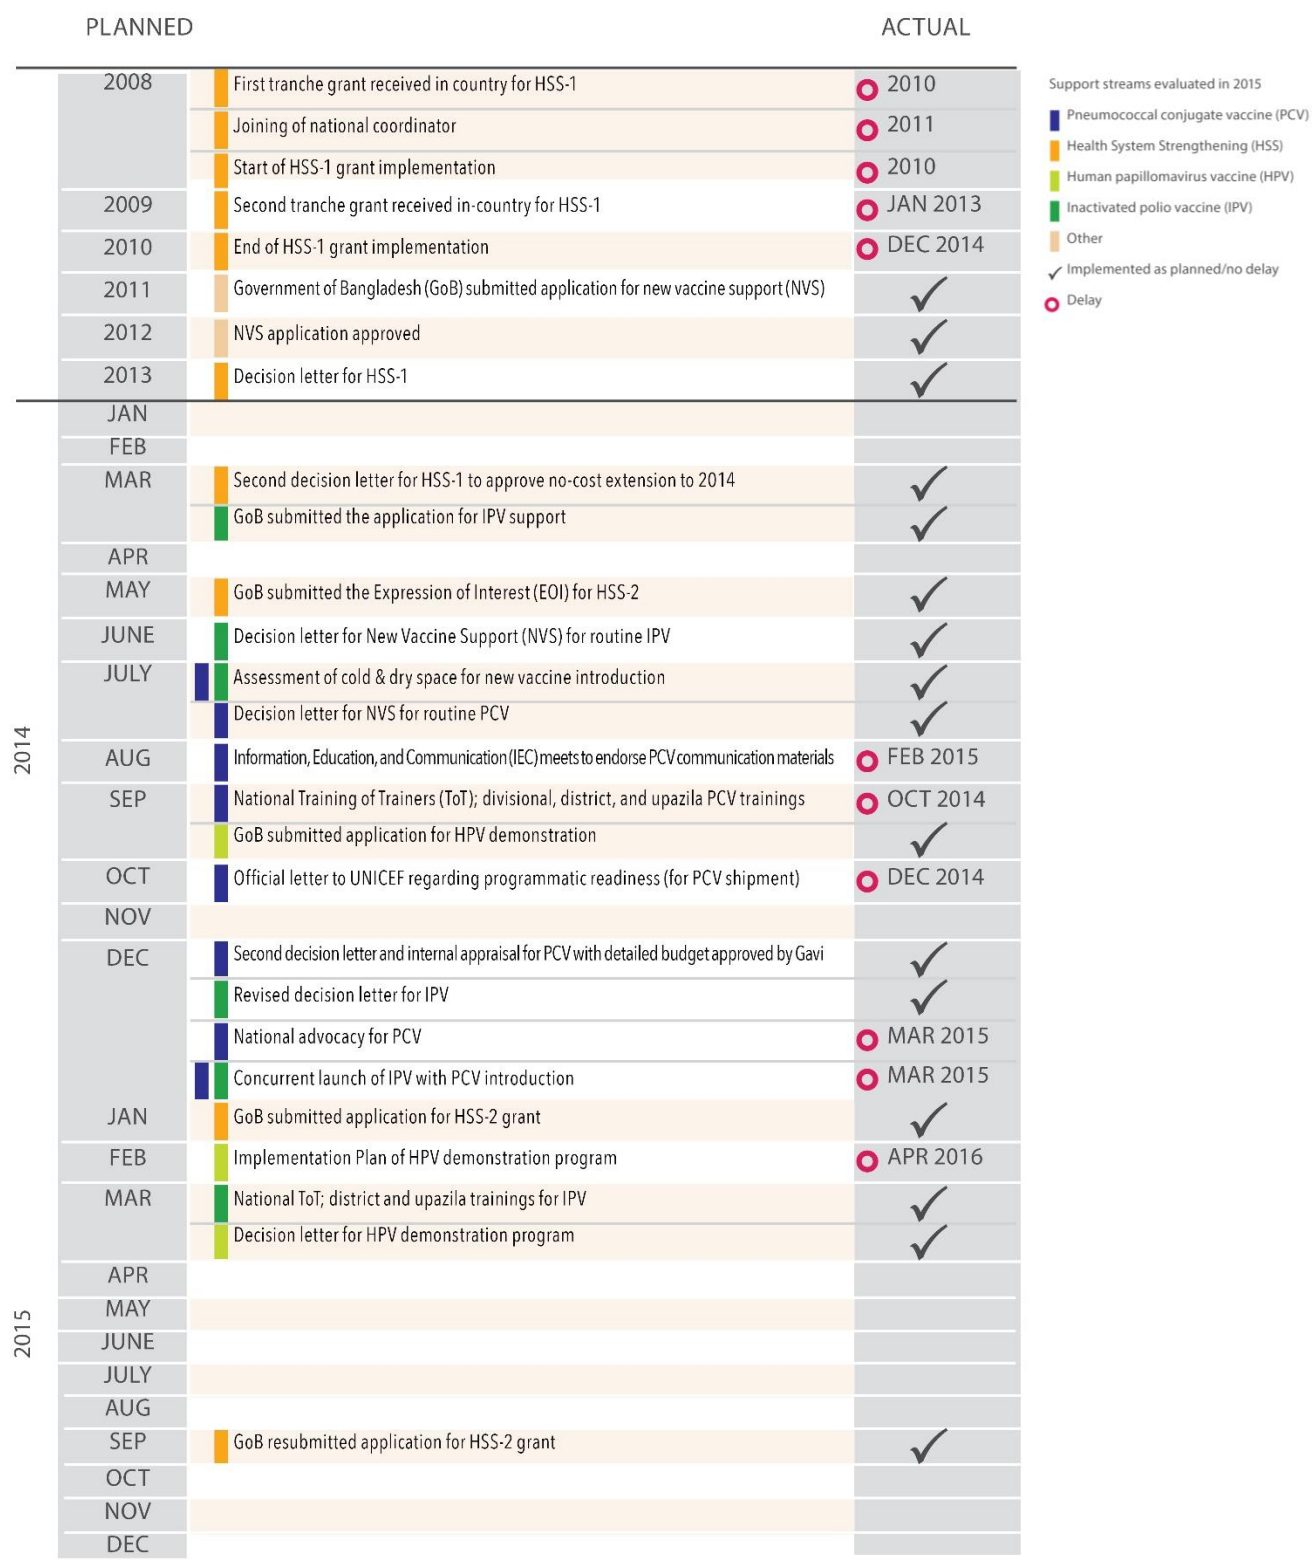 PLANNED ACTUAL
2008 First tranche grant received in country for HSS-1 2010
Joining of national coordinator 2011
Start of HSS-1 grant implementation 2010
2009 Second tranche grant received in-country for HSS-1 JAN 2013
2010 End of HSS-1 grant implementation DEC 2014
2011 Government of Bangladesh (GoB) submitted application for new vaccine support (NVS)
2012 NVS application approved
2013 Decision letter for HSS-1
Support streams evaluated in 2015
Pneumococcal conjugate vaccine (PCV)
Health System Strengthening (HSS)
Human papillomavirus vaccine (HPV)
Inactivated polio vaccine (IPV)
Other
Implemented as planned/no delay
Delay
2014
JAN
FEB
MAR Second decision letter for HSS-1 to approve no-cost extension to 2014
GoB submitted the application for IPV support
APR
MAY GoB submitted the Expression of Interest (EOI) for HSS-2
JUNE Decision letter for New Vaccine Support (NVS) for routine IPV
JULY Assessment of cold & dry space for new vaccine introduction
Decision letter for NVS for routine PCV
AUG Information, Education, and Communication (IEC) meets to endorse PCV communication materials FEB 2015
SEP National Training of Trainers (ToT); divisional, district, and upazila PCV trainings OCT 2014
GoB submitted application for HPV demonstration
OCT Official letter to UNICEF regarding programmatic readiness (for PCV shipment) DEC 2014
NOV
DEC Second decision letter and internal appraisal for PCV with detailed budget approved by Gavi
Revised decision letter for IPV
National advocacy for PCV MAR 2015
Concurrent launch of IPV with PCV introduction MAR 2015
2015
JAN GoB submitted application for HSS-2 grant
FEB Implementation Plan of HPV demonstration program APR 2016
MAR National ToT; district and upazila trainings for IPV
Decision letter for HPV demonstration program
APR
MAY
JUNE
JULY
AUG
SEP GoB resubmitted application for HSS-2 grant
OCT
NOV
DEC